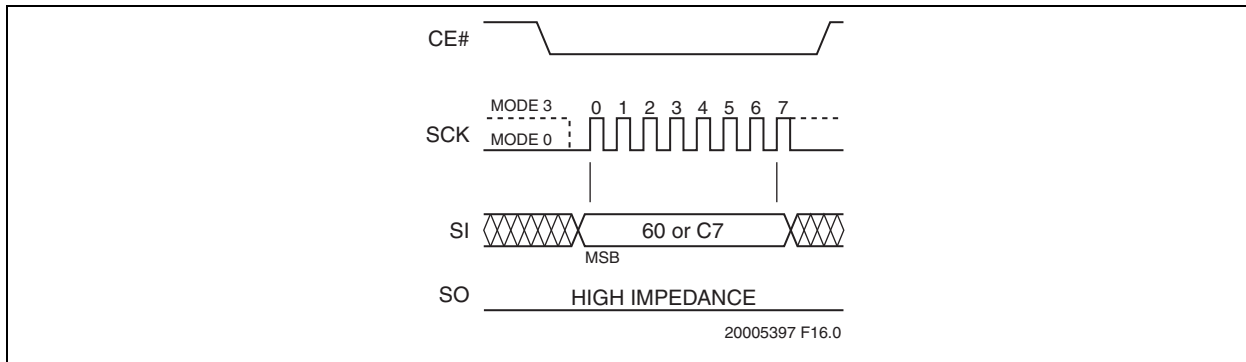 CE#
MODE 3
0 1 2 3 4 5 6 7
SCK
MODE 0
SI
60 or C7
MSB
SO
HIGH IMPEDANCE
20005397 F16.0